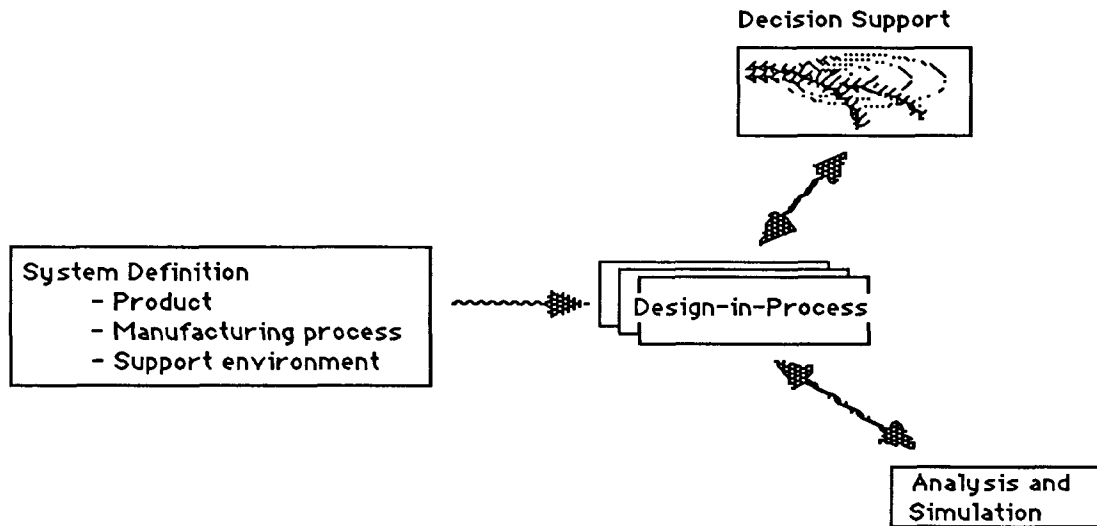 Decision Support
System Definition
- Product
- Manufacturing process
- Support environment
Design-in-Process
Analysis and
Simulation